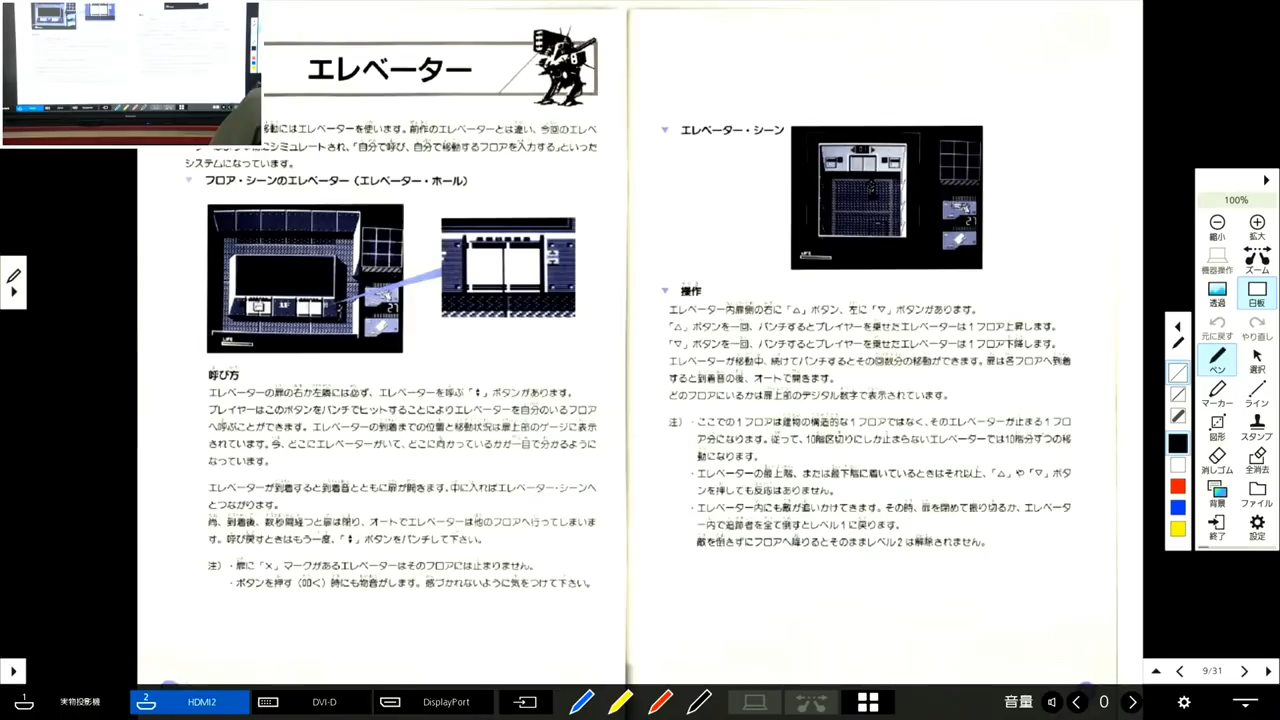 エレベーター
移動にはエレベーターを使います。前作のエレベーターとは違い、今回のエレベ
にシミュレートされ、「自分で呼び、自分で移動するフロアを入力する」といった
システムになっています。
フロア・シーンのエレベーター（エレベーター・ホール）
呼び方
エレベーターの扉の右か左隣には必ず、エレベーターを呼ぶ「⬍」ボタンがあります。
プレイヤーはこのボタンをパンチでヒットすることによりエレベーターを自分のいるフロア
へ呼ぶことができます。エレベーターの到着までの位置と移動状況は扉上部のゲージに表示
されています。今、どこにエレベーターがいて、どこに向かっているかが一目で分かるように
なっています。
エレベーターが到着すると到着音とともに扉が開きます。中に入ればエレベーター・シーンへ
とつながります。
尚、到着後、数秒間経つと扉は閉り、オートでエレベーターは他のフロアへ行ってしまいま
す。呼び戻すときはもう一度、「⬍」ボタンをパンチして下さい。
注）・扉に「×」マークがあるエレベーターはそのフロアには止まりません。
・ボタンを押す（叩く）時にも物音がします。感づかれないように気をつけて下さい。
エレベーター・シーン
操作
エレベーター内扉側の右に「△」ボタン、左に「▽」ボタンがあります。
「△」ボタンを一回、パンチするとプレイヤーを乗せたエレベーターは1フロア上昇します。
「▽」ボタンを一回、パンチするとプレイヤーを乗せたエレベーターは1フロア下降します。
エレベーターが移動中、続けてパンチするとその回数分の移動ができます。扉は各フロアへ到着
すると到着音の後、オートで開きます。
どのフロアにいるかは扉上部のデジタル数字で表示されています。
注）・ここでの1フロアは建物の構造的な1フロアではなく、そのエレベーターが止まる1フロ
ア分になります。従って、10階区切りにしか止まらないエレベーターでは10階分ずつの移
動になります。
・エレベーターの最上階、または最下階に着いているときはそれ以上、「△」や「▽」ボタ
ンを押しても反応はありません。
・エレベーター内にも敵が追いかけてきます。その時、扉を閉めて振り切るか、エレベータ
ー内で追跡者を全て倒すとレベル1に戻ります。
敵を倒さずにフロアへ降りるとそのままレベル2は解除されません。
100%
縮小
拡大
機器操作
ズーム
透過
白板
元に戻す
やり直し
ペン
選択
マーカー
ライン
図形
スタンプ
消しゴム
全消去
背景
ファイル
終了
設定
9/31
1
実物投影機
2
HDMI2
DVI-D
DisplayPort
音量
0